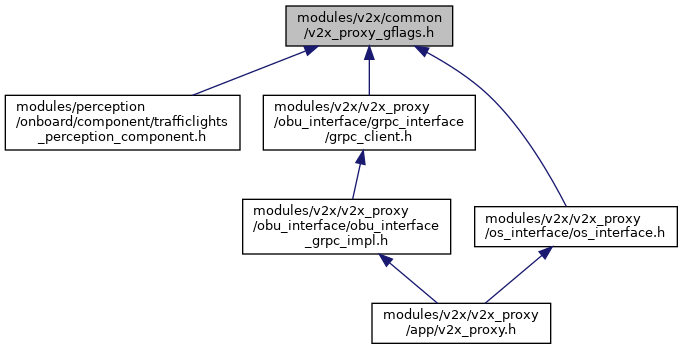 modules/v2x/common
/v2x_proxy_gflags.h
modules/perception
/onboard/component/trafficlights
_perception_component.h
modules/v2x/v2x_proxy
/obu_interface/grpc_interface
/grpc_client.h
modules/v2x/v2x_proxy
/obu_interface/obu_interface
_grpc_impl.h
modules/v2x/v2x_proxy
/os_interface/os_interface.h
modules/v2x/v2x_proxy
/app/v2x_proxy.h